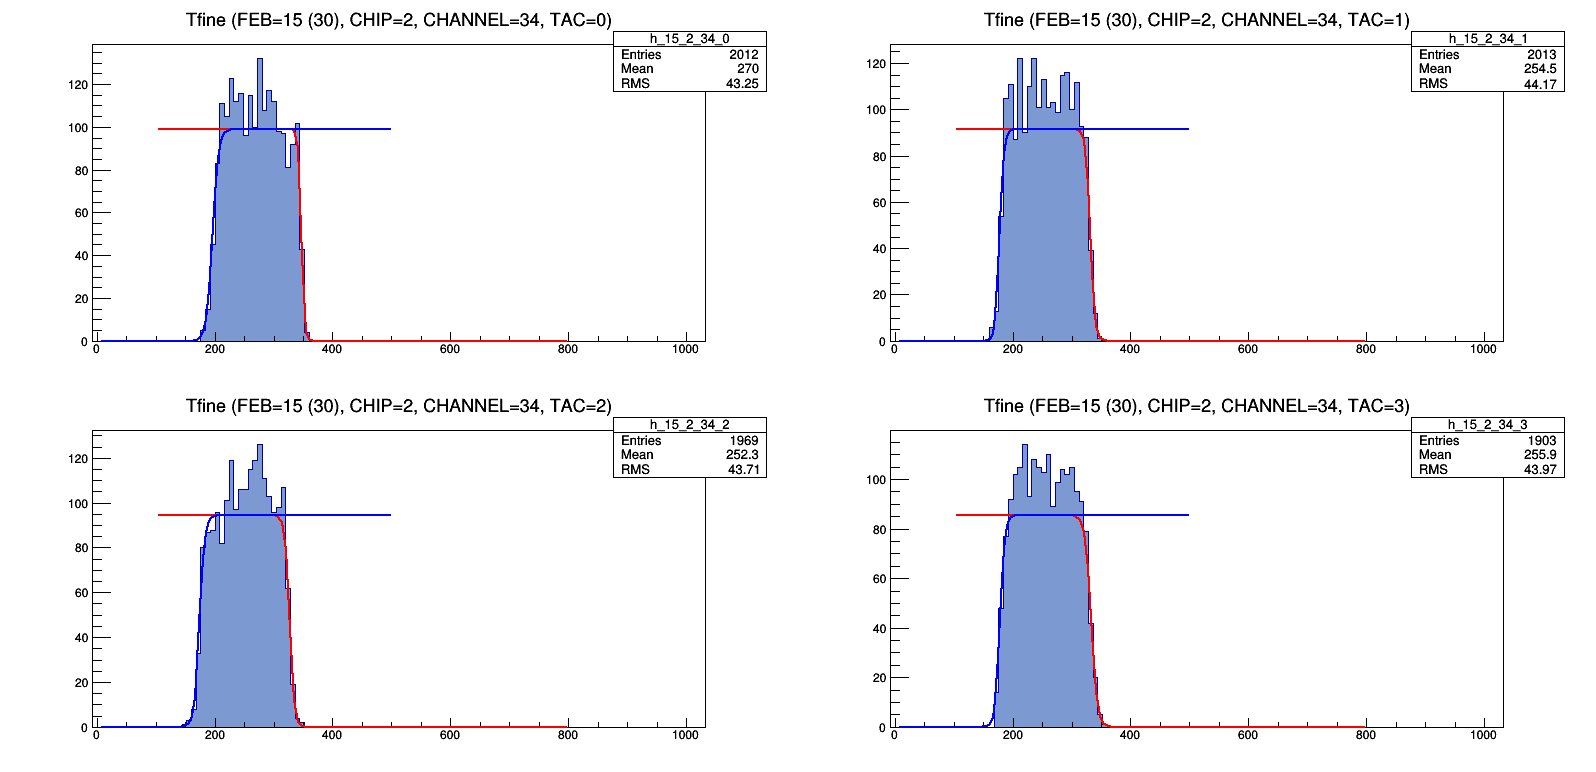 Tfine (FEB=15 (30), CHIP=2, CHANNEL=34, TAC=0)
h_15_2_34_0
Entries 2012
Mean 270
RMS 43.25
120
100
80
60
40
20
0
0 200 400 600 800 1000
Tfine (FEB=15 (30), CHIP=2, CHANNEL=34, TAC=1)
h_15_2_34_1
Entries 2013
Mean 254.5
RMS 44.17
120
100
80
60
40
20
0
0 200 400 600 800 1000
Tfine (FEB=15 (30), CHIP=2, CHANNEL=34, TAC=2)
h_15_2_34_2
Entries 1969
Mean 252.3
RMS 43.71
120
100
80
60
40
20
0
0 200 400 600 800 1000
Tfine (FEB=15 (30), CHIP=2, CHANNEL=34, TAC=3)
h_15_2_34_3
Entries 1903
Mean 255.9
RMS 43.97
100
80
60
40
20
0
0 200 400 600 800 1000